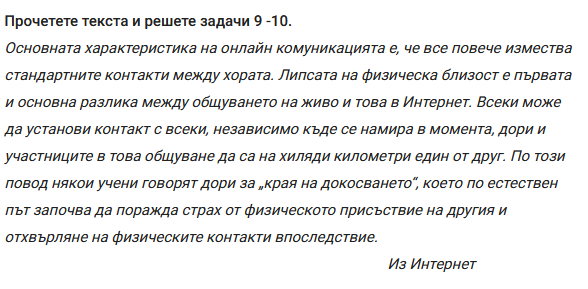 Прочетете текста и решете задачи 9 -10.
Основната характеристика на онлайн комуникацията е, че все повече измества
стандартните контакти между хората. Липсата на физическа близост е първата
и основна разлика между общуването на живо и това в Интернет. Всеки може
да установи контакт с всеки, независимо къде се намира в момента, дори и
участниците в това общуване да са на хиляди километри един от друг. По този
повод някои учени говорят дори за „края на докосването“, което по естествен
път започва да поражда страх от физическото присъствие на другия и
отхвърляне на физическите контакти впоследствие.
Из Интернет